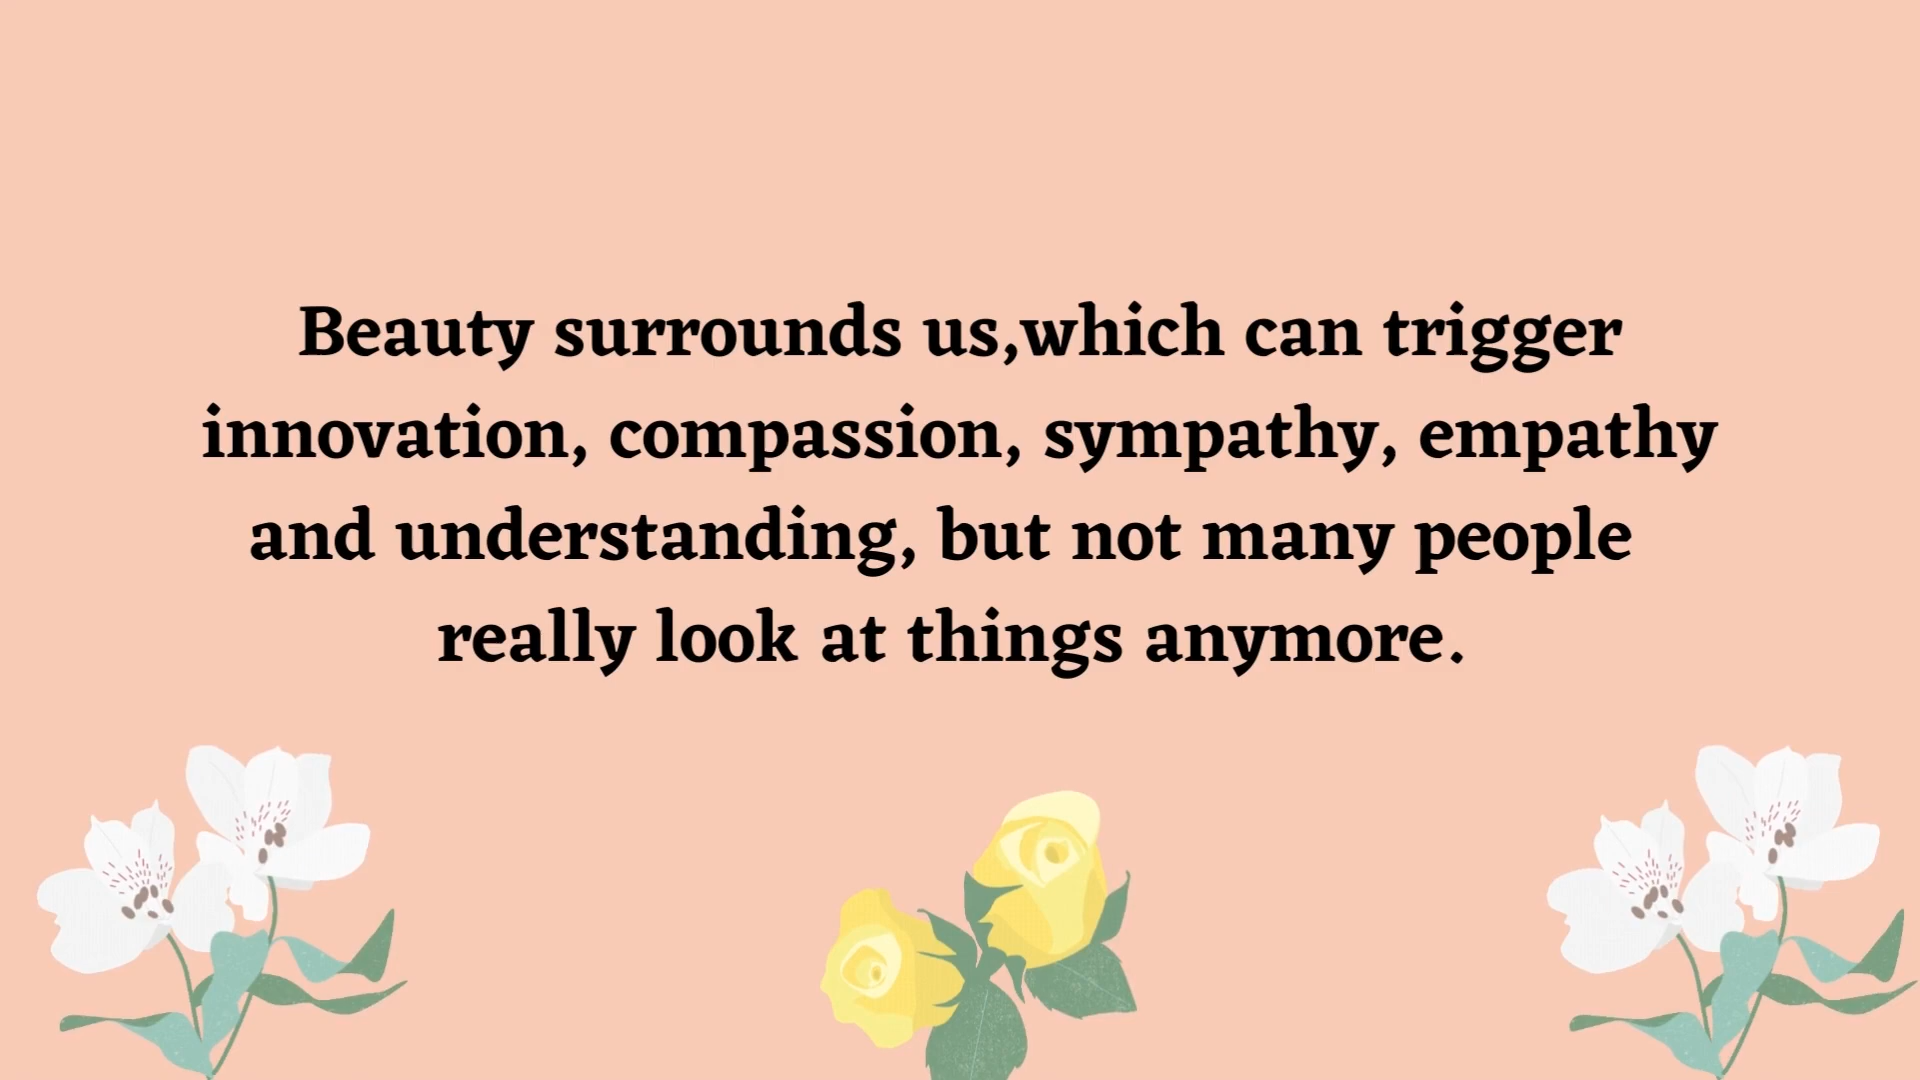 Beauty surrounds us,which can trigger
innovation, compassion, sympathy, empathy
and understanding, but not many people
really look at things anymore.